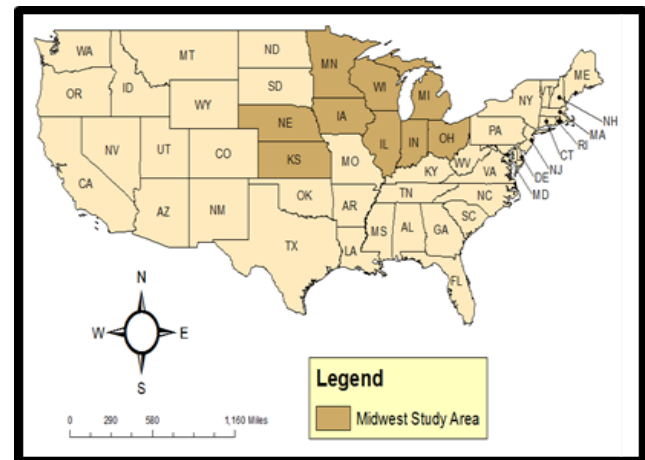 WA
MT
ND
MN
ME
OR
ID
SD
WI
MI
VT
NY
WY
NH
IA
PA
MA
NE
RI
NV
UT
CO
IL
IN
OH
CT
NJ
CA
KS
MO
WV
VA
DE
KY
MD
AZ
NM
OK
AR
TN
NC
SC
TX
LA
MS
AL
GA
FL
N
W
E
S
Legend
Midwest Study Area
0 290 580 1,160 Miles